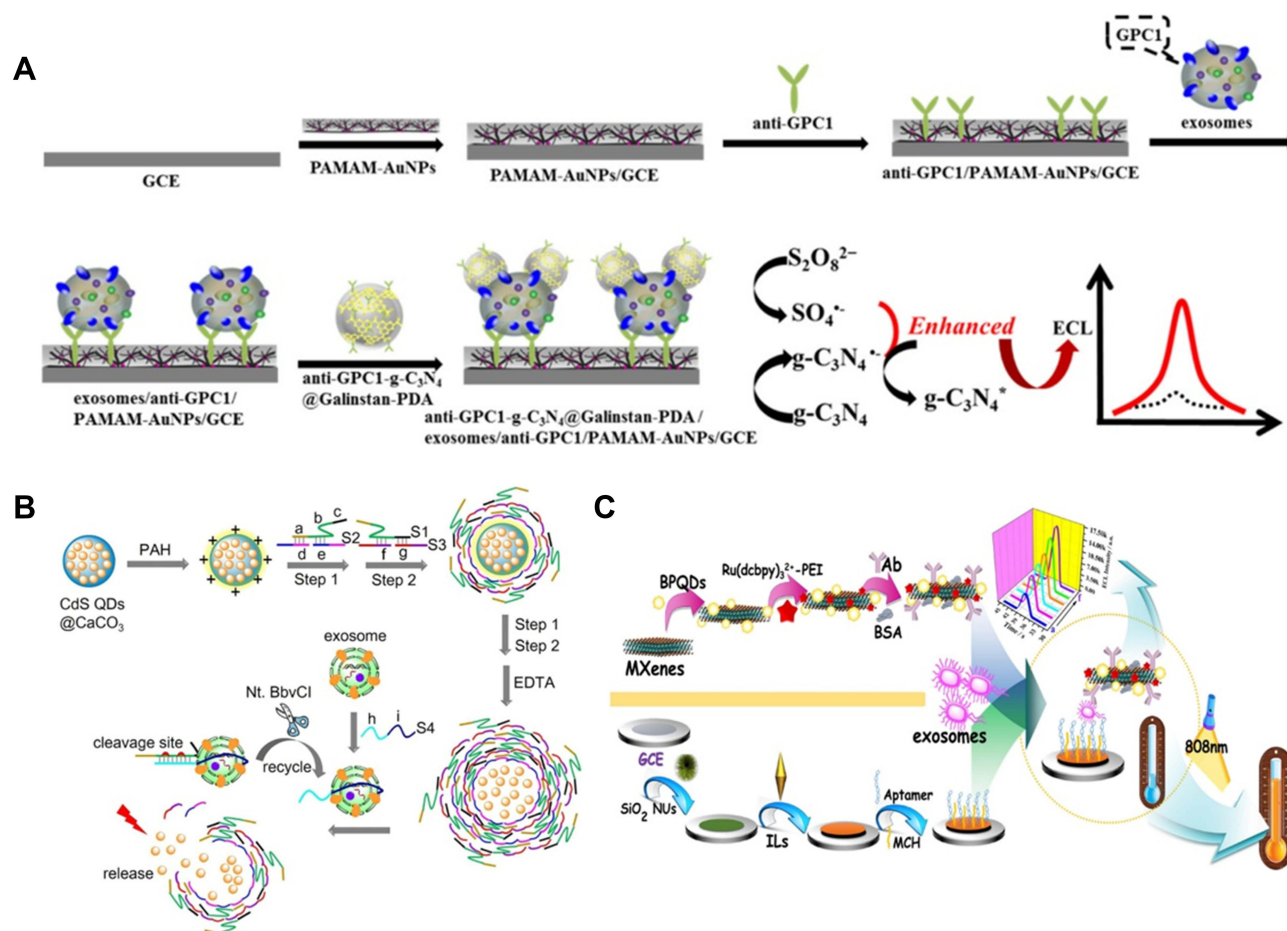 A
GPC1
anti-GPC1
exosomes
GCE
PAMAM-AuNPs
PAMAM-AuNPs/GCE
anti-GPC1/PAMAM-AuNPs/GCE
exosomes/anti-GPC1/
PAMAM-AuNPs/GCE
anti-GPC1-g-C₃N₄
@Galinstan-PDA
anti-GPC1-g-C₃N₄@Galinstan-PDA/
exosomes/anti-GPC1/PAMAM-AuNPs/GCE
S₂O₈²⁻
SO₄•-
g-C₃N₄•-
g-C₃N₄
Enhanced
g-C₃N₄*
ECL
B
CdS QDs
@CaCO₃
PAH
a
b
c
d
e
S2
Step 1
f
g
S1
S3
Step 2
Step 1
Step 2
EDTA
exosome
h
i
S4
Nt. BbvCI
cleavage site
recycle
release
C
BPQDs
MXenes
Ru(dcbpy)₃²⁺-PEI
Ab
BSA
Time / s
exosomes
GCE
SiO₂ NUs
ILs
Aptamer
MCH
808nm